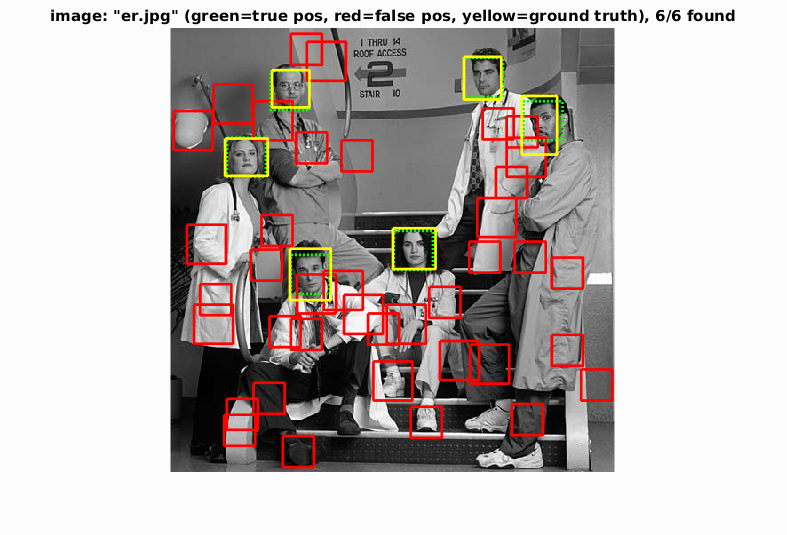 image: "er.jpg" (green=true pos, red=false pos, yellow=ground truth), 6/6 found
1 THRU 14
ROOF ACCESS
2
STAIR 10